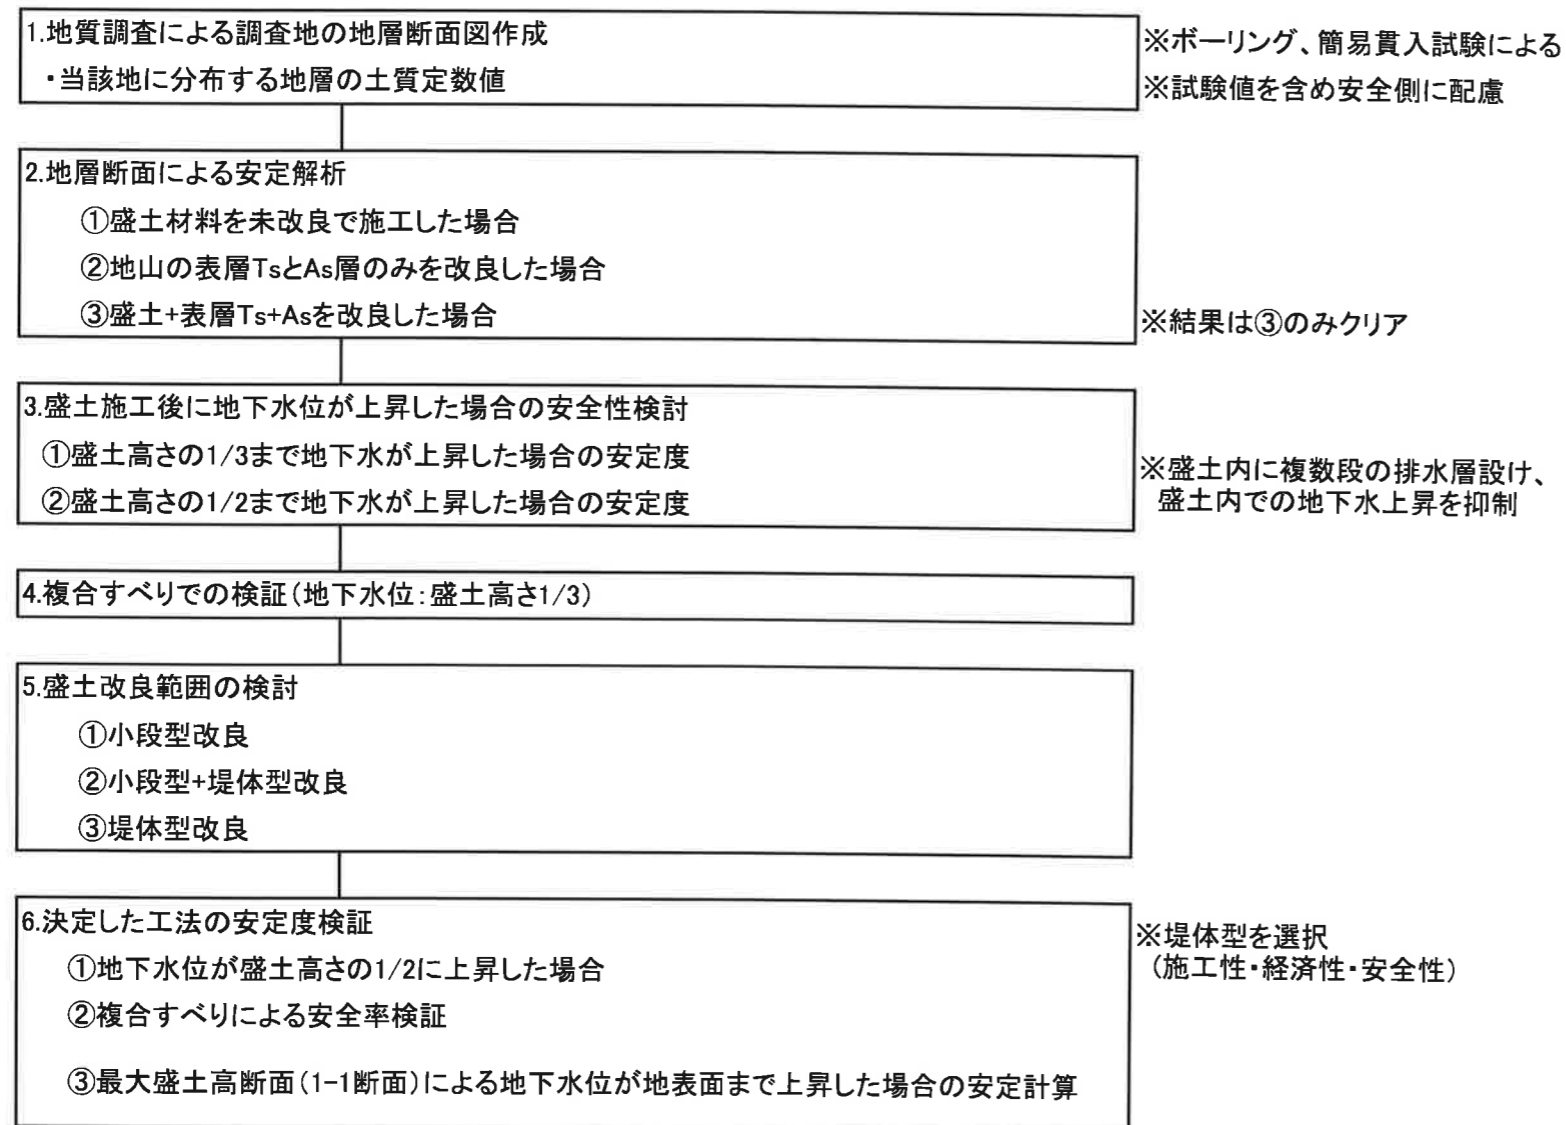 1.地質調査による調査地の地層断面図作成
・当該地に分布する地層の土質定数値
※ボーリング、簡易貫入試験による
※試験値を含め安全側に配慮
2.地層断面による安定解析
①盛土材料を未改良で施工した場合
②地山の表層TsとAs層のみを改良した場合
③盛土+表層Ts+Asを改良した場合
※結果は③のみクリア
3.盛土施工後に地下水位が上昇した場合の安全性検討
①盛土高さの1/3まで地下水が上昇した場合の安定度
②盛土高さの1/2まで地下水が上昇した場合の安定度
※盛土内に複数段の排水層設け、
盛土内での地下水上昇を抑制
4.複合すべりでの検証(地下水位:盛土高さ1/3)
5.盛土改良範囲の検討
①小段型改良
②小段型+堤体型改良
③堤体型改良
6.決定した工法の安定度検証
①地下水位が盛土高さの1/2に上昇した場合
②複合すべりによる安全率検証
③最大盛土高断面(1-1断面)による地下水位が地表面まで上昇した場合の安定計算
※堤体型を選択
(施工性・経済性・安全性)